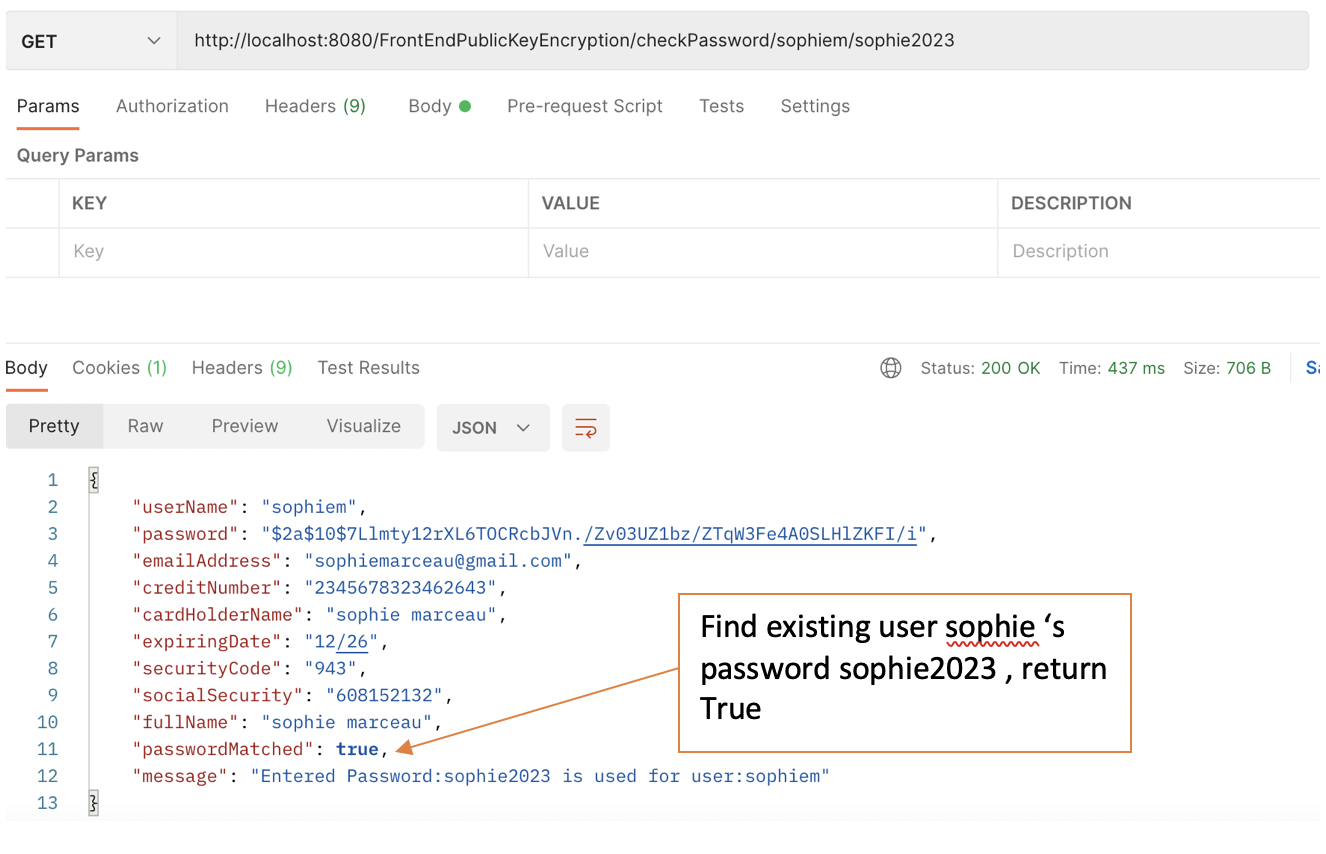 GET http://localhost:8080/FrontEndPublicKeyEncryption/checkPassword/sophiem/sophie2023
Params Authorization Headers (9) Body Pre-request Script Tests Settings
Query Params
KEY VALUE DESCRIPTION
Key Value Description
Body Cookies (1) Headers (9) Test Results Status: 200 OK Time: 437 ms Size: 706 B Sa
Pretty Raw Preview Visualize JSON
1 {
2 "userName": "sophiem",
3 "password": "$2a$10$7Llmty12rXL6TOCRcbJVn./Zv03UZ1bz/ZTqW3Fe4A0SLHlZKFI/i",
4 "emailAddress": "sophiemarceau@gmail.com",
5 "creditNumber": "2345678323462643",
6 "cardHolderName": "sophie marceau",
7 "expiringDate": "12/26",
8 "securityCode": "943",
9 "socialSecurity": "608152132",
10 "fullName": "sophie marceau",
11 "passwordMatched": true,
12 "message": "Entered Password:sophie2023 is used for user:sophiem"
13 }
Find existing user sophie ‘s
password sophie2023 , return
True